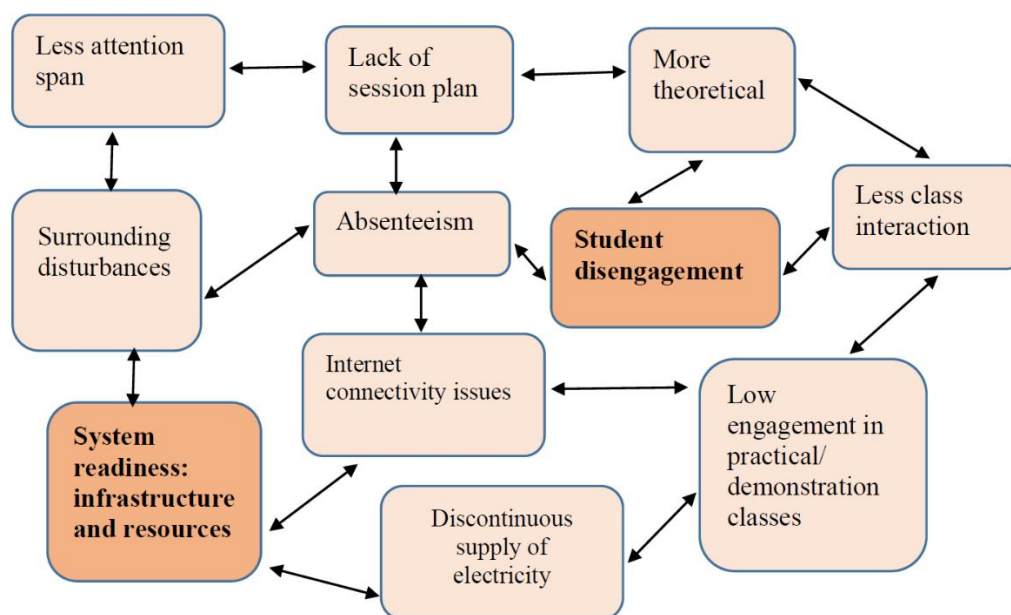 Less attention
span
Lack of
session plan
More
theoretical
Surrounding
disturbances
Absenteeism
Student
disengagement
Less class
interaction
Internet
connectivity issues
Low
engagement in
practical/
demonstration
classes
System
readiness:
infrastructure
and resources
Discontinuous
supply of
electricity